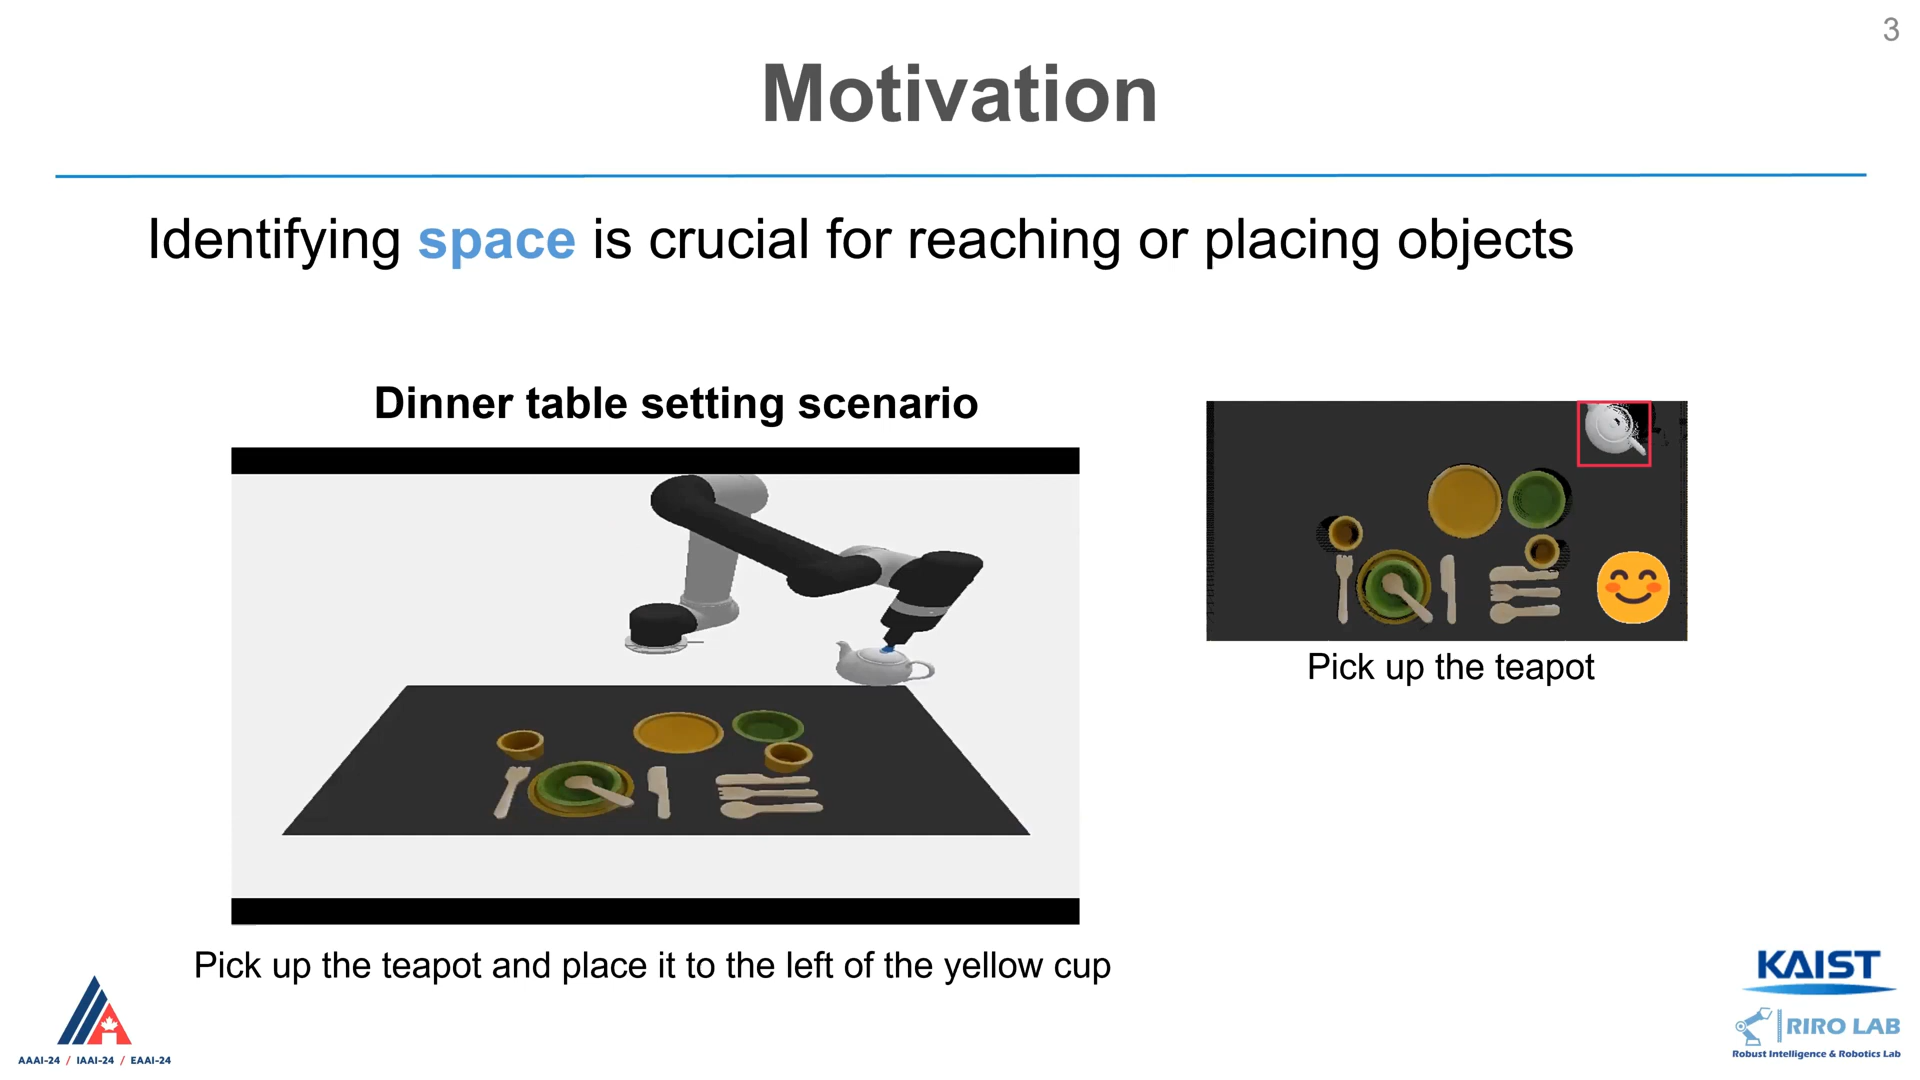 3
Motivation
Identifying space is crucial for reaching or placing objects
Dinner table setting scenario
Pick up the teapot
Pick up the teapot and place it to the left of the yellow cup
AAAI-24 / IAAI-24 / EAAI-24
KAIST
RIRO LAB
Robust Intelligence & Robotics Lab